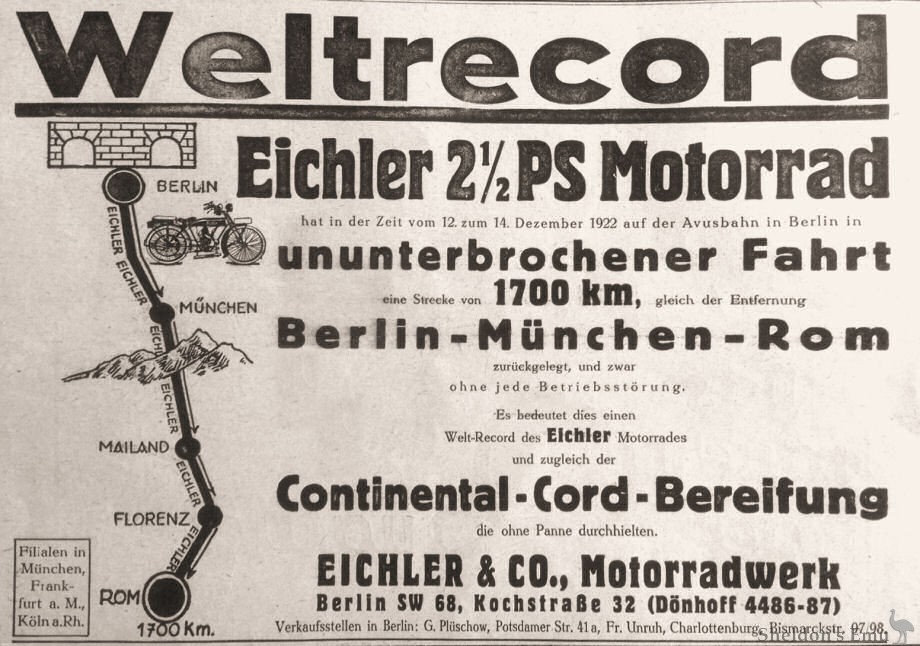 Weltrecord
Eichler 2½ PS Motorrad
hat in der Zeit vom 12. zum 14. Dezember 1922 auf der Avusbahn in Berlin in
ununterbrochener Fahrt
eine Strecke von 1700 km, gleich der Entfernung
Berlin-München-Rom
zurückgelegt, und zwar
ohne jede Betriebsstörung.
Es bedeutet dies einen
Welt-Record des Eichler Motorrades
und zugleich der
Continental-Cord-Bereifung
die ohne Panne durchhielten.
EICHLER & CO., Motorradwerk
Berlin SW 68, Kochstraße 32 (Dönhoff 4486-87)
Verkaufsstellen in Berlin: G. Plüschow, Potsdamer Str. 41a, Fr. Unruh, Charlottenburg, Bismarckstr. 97/98.
BERLIN
EICHLER EICHLER
MÜNCHEN
EICHLER
EICHLER
MAILAND
EICHLER
FLORENZ
EICHLER
ROM
1700 Km.
Filialen in
München,
Frank-
furt a. M.,
Köln a. Rh.
Sheldon's Emu